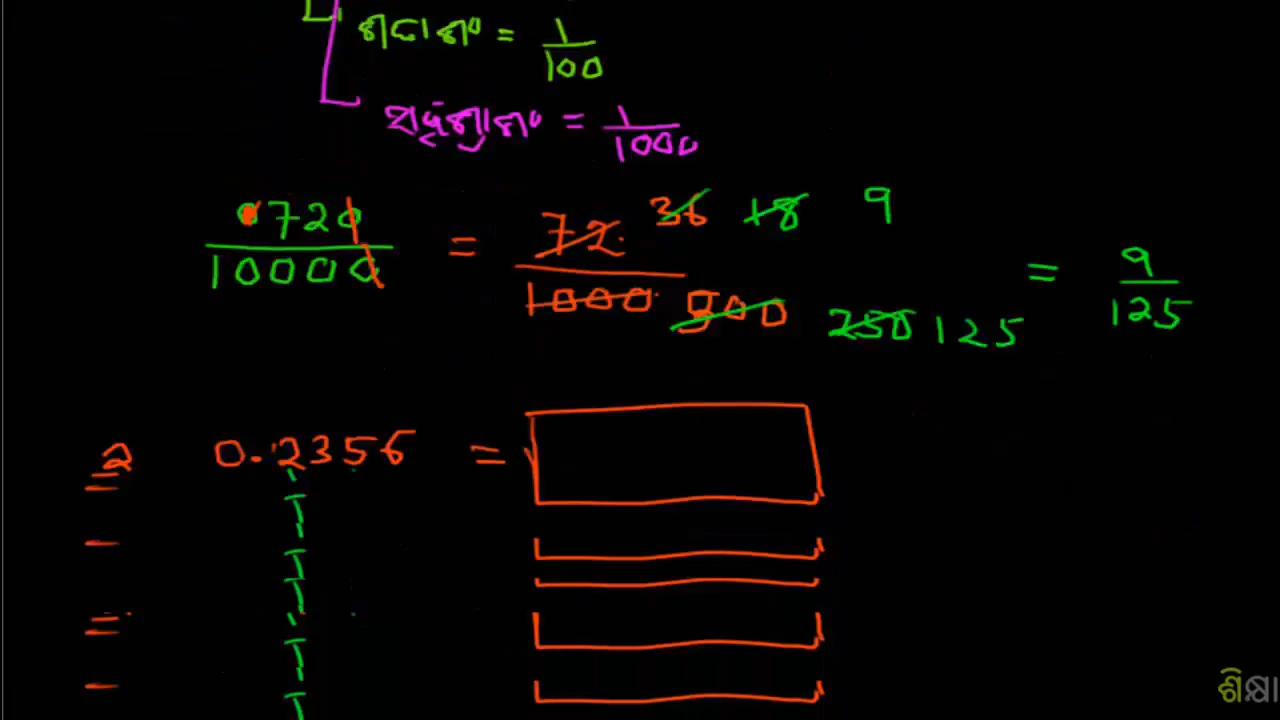 ଶତାଂଶ = 1/100
ସହସ୍ରାଂଶ = 1/1000
0720/10000 = 72/1000 36 18 9 500 250 125 = 9/125
2 0.2356 =
ଶିକ୍ଷା